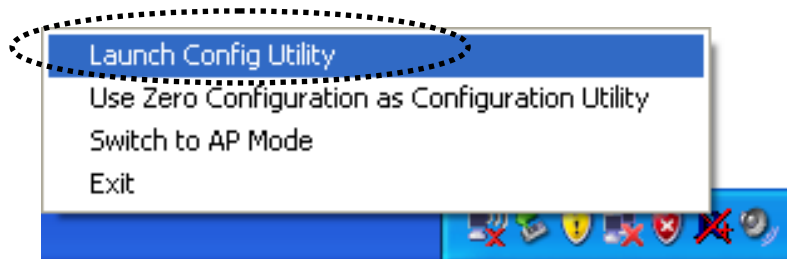 Launch Config Utility
Use Zero Configuration as Configuration Utility
Switch to AP Mode
Exit